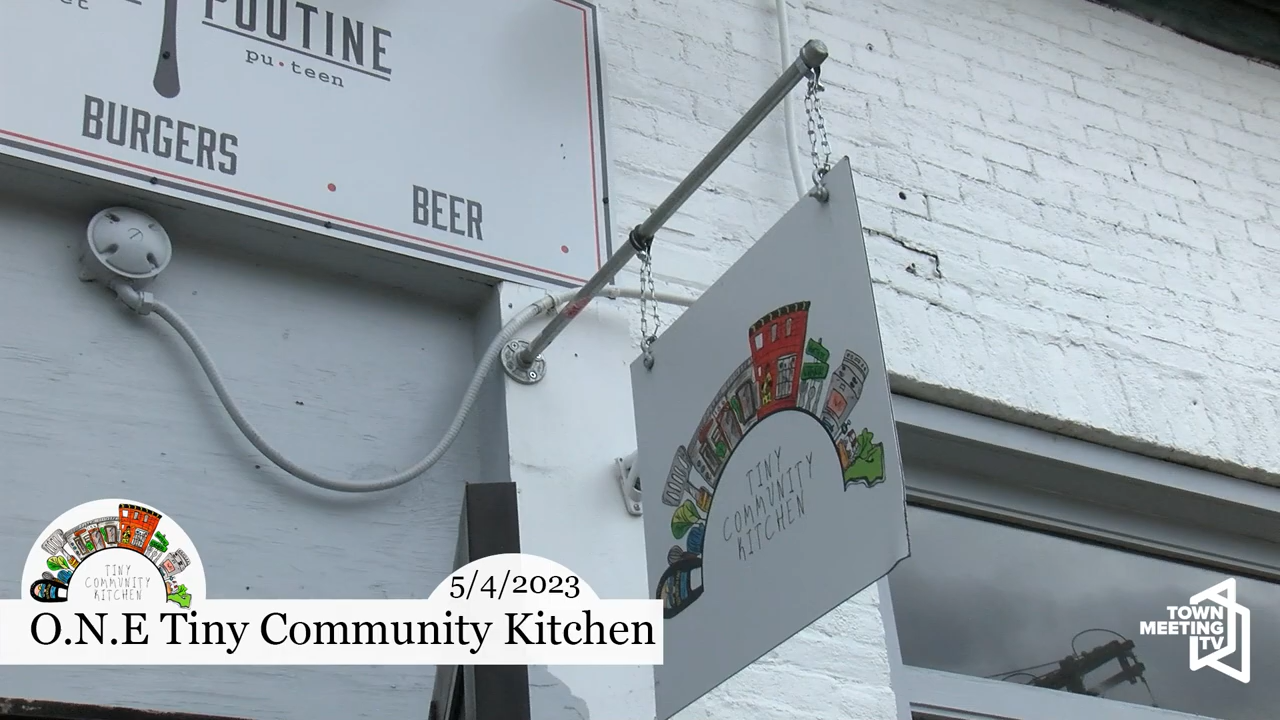 POUTINE
pu•teen
BURGERS
BEER
TINY
COMMUNITY
KITCHEN
TINY
COMMUNITY
KITCHEN
5/4/2023
O.N.E Tiny Community Kitchen
TOWN
MEETING
TV